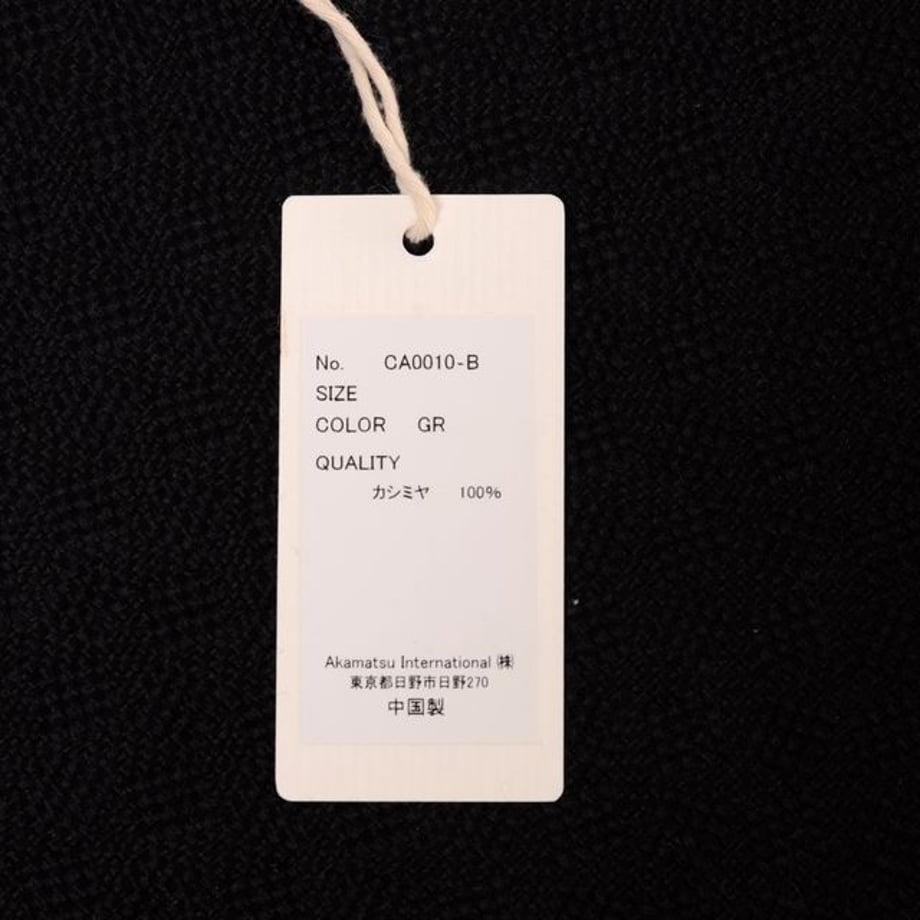 No. CA0010-B
SIZE
COLOR GR
QUALITY
カシミヤ 100%
Akamatsu International ㈱
東京都日野市日野270
中国製